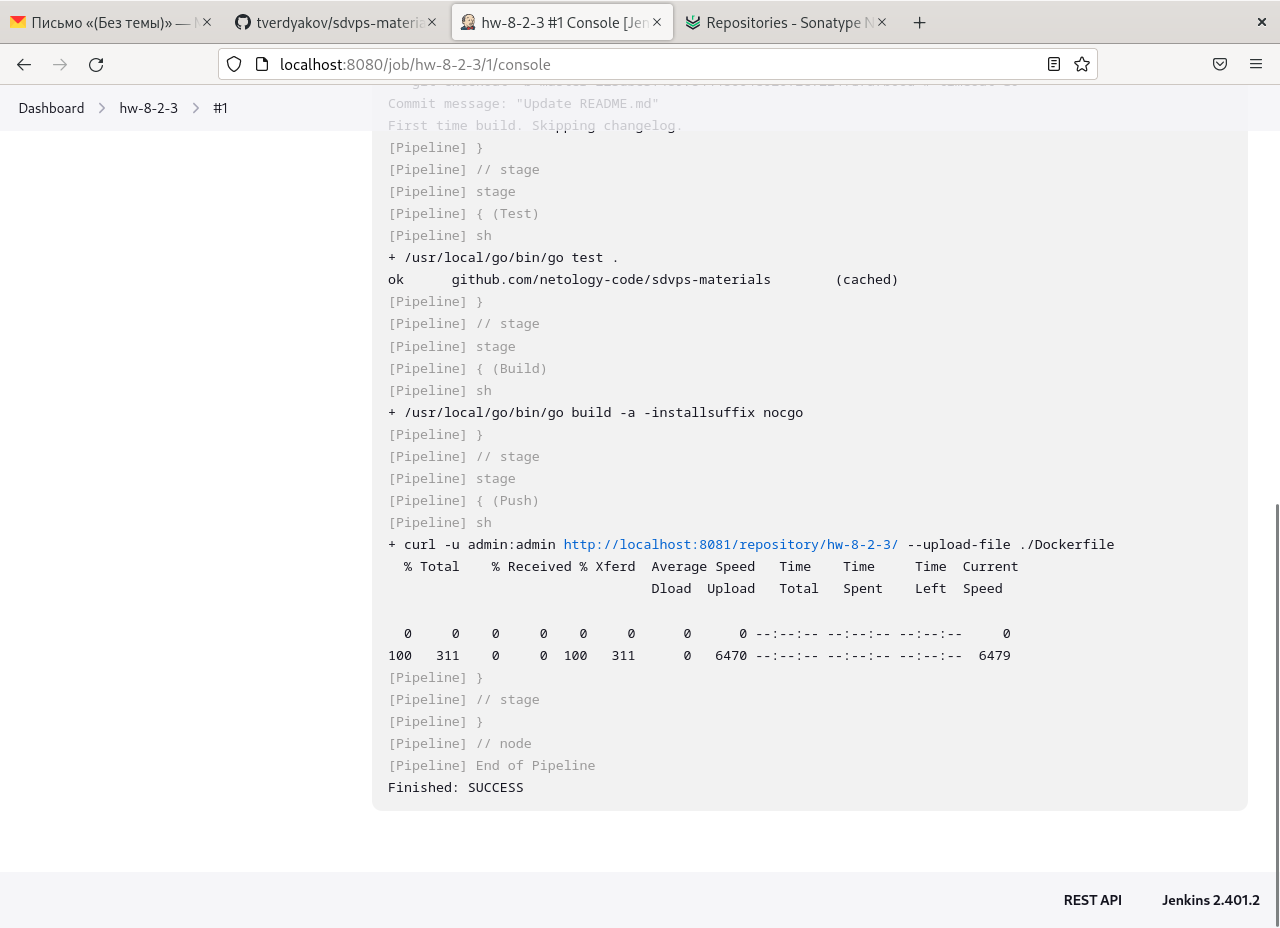 Письмо «(Без темы)» —
tverdyakov/sdvps-materia
hw-8-2-3 #1 Console [Jen
Repositories - Sonatype N
localhost:8080/job/hw-8-2-3/1/console
Dashboard
hw-8-2-3
#1
Commit message: "Update README.md"
First time build. Skipping changelog.
[Pipeline] }
[Pipeline] // stage
[Pipeline] stage
[Pipeline] { (Test)
[Pipeline] sh
+ /usr/local/go/bin/go test .
ok      github.com/netology-code/sdvps-materials        (cached)
[Pipeline] }
[Pipeline] // stage
[Pipeline] stage
[Pipeline] { (Build)
[Pipeline] sh
+ /usr/local/go/bin/go build -a -installsuffix nocgo
[Pipeline] }
[Pipeline] // stage
[Pipeline] stage
[Pipeline] { (Push)
[Pipeline] sh
+ curl -u admin:admin http://localhost:8081/repository/hw-8-2-3/ --upload-file ./Dockerfile
  % Total    % Received % Xferd  Average Speed   Time    Time     Time  Current
                                 Dload  Upload   Total   Spent    Left  Speed
  0     0    0     0    0     0      0      0 --:--:-- --:--:-- --:--:--     0
100   311    0     0  100   311      0   6470 --:--:-- --:--:-- --:--:--  6479
[Pipeline] }
[Pipeline] // stage
[Pipeline] }
[Pipeline] // node
[Pipeline] End of Pipeline
Finished: SUCCESS
REST API
Jenkins 2.401.2